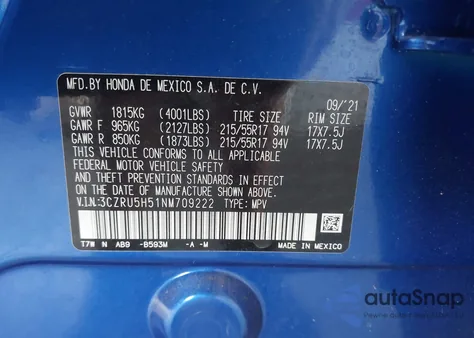 MFD.BY HONDA DE MEXICO S.A. DE C.V.
09/'21
GVWR 1815KG (4001LBS) TIRE SIZE RIM SIZE
GAWR F 965KG (2127LBS) 215/55R17 94V 17X7.5J
GAWR R 850KG (1873LBS) 215/55R17 94V 17X7.5J
THIS VEHICLE CONFORMS TO ALL APPLICABLE
FEDERAL MOTOR VEHICLE SAFETY
AND THEFT PREVENTION STANDARDS IN EFFECT ON
THE DATE OF MANUFACTURE SHOWN ABOVE.
V.I.N:3CZRU5H51NM709222 TYPE: MPV
T7W N AB9 -B593M -A -M
MADE IN MEXICO
autoSnap